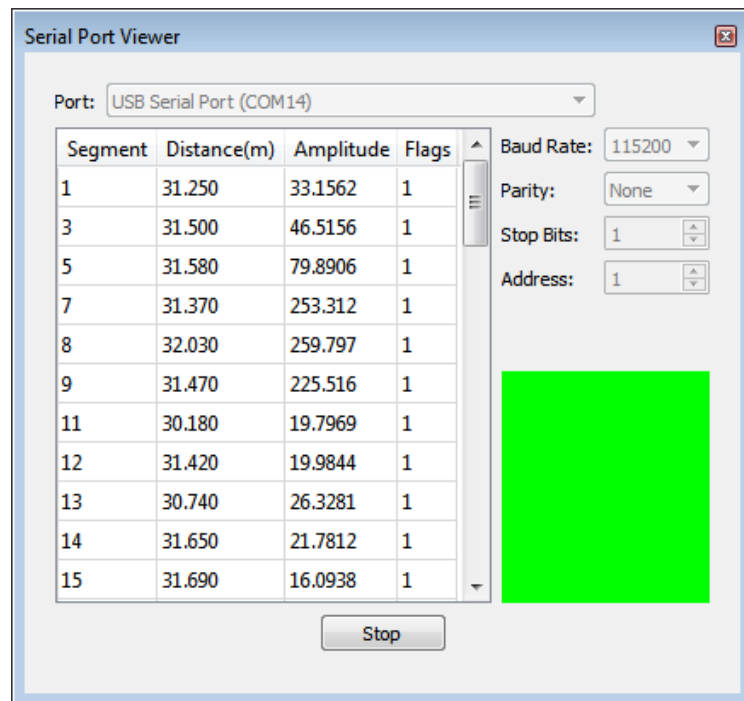 Serial Port Viewer
Port: USB Serial Port (COM14)
Segment Distance(m) Amplitude Flags
1 31.250 33.1562 1
3 31.500 46.5156 1
5 31.580 79.8906 1
7 31.370 253.312 1
8 32.030 259.797 1
9 31.470 225.516 1
11 30.180 19.7969 1
12 31.420 19.9844 1
13 30.740 26.3281 1
14 31.650 21.7812 1
15 31.690 16.0938 1
Baud Rate: 115200
Parity: None
Stop Bits: 1
Address: 1
Stop